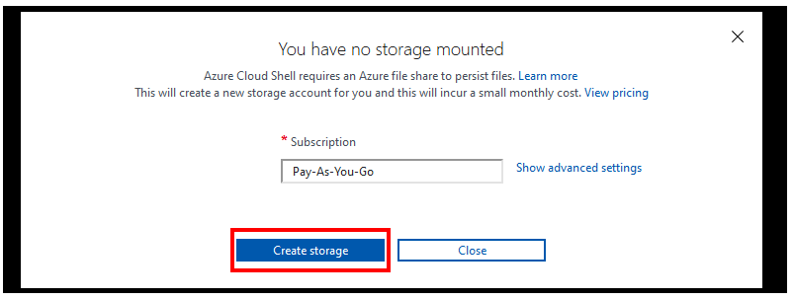 You have no storage mounted
Azure Cloud Shell requires an Azure file share to persist files. Learn more
This will create a new storage account for you and this will incur a small monthly cost. View pricing
* Subscription
Pay-As-You-Go
Show advanced settings
Create storage
Close